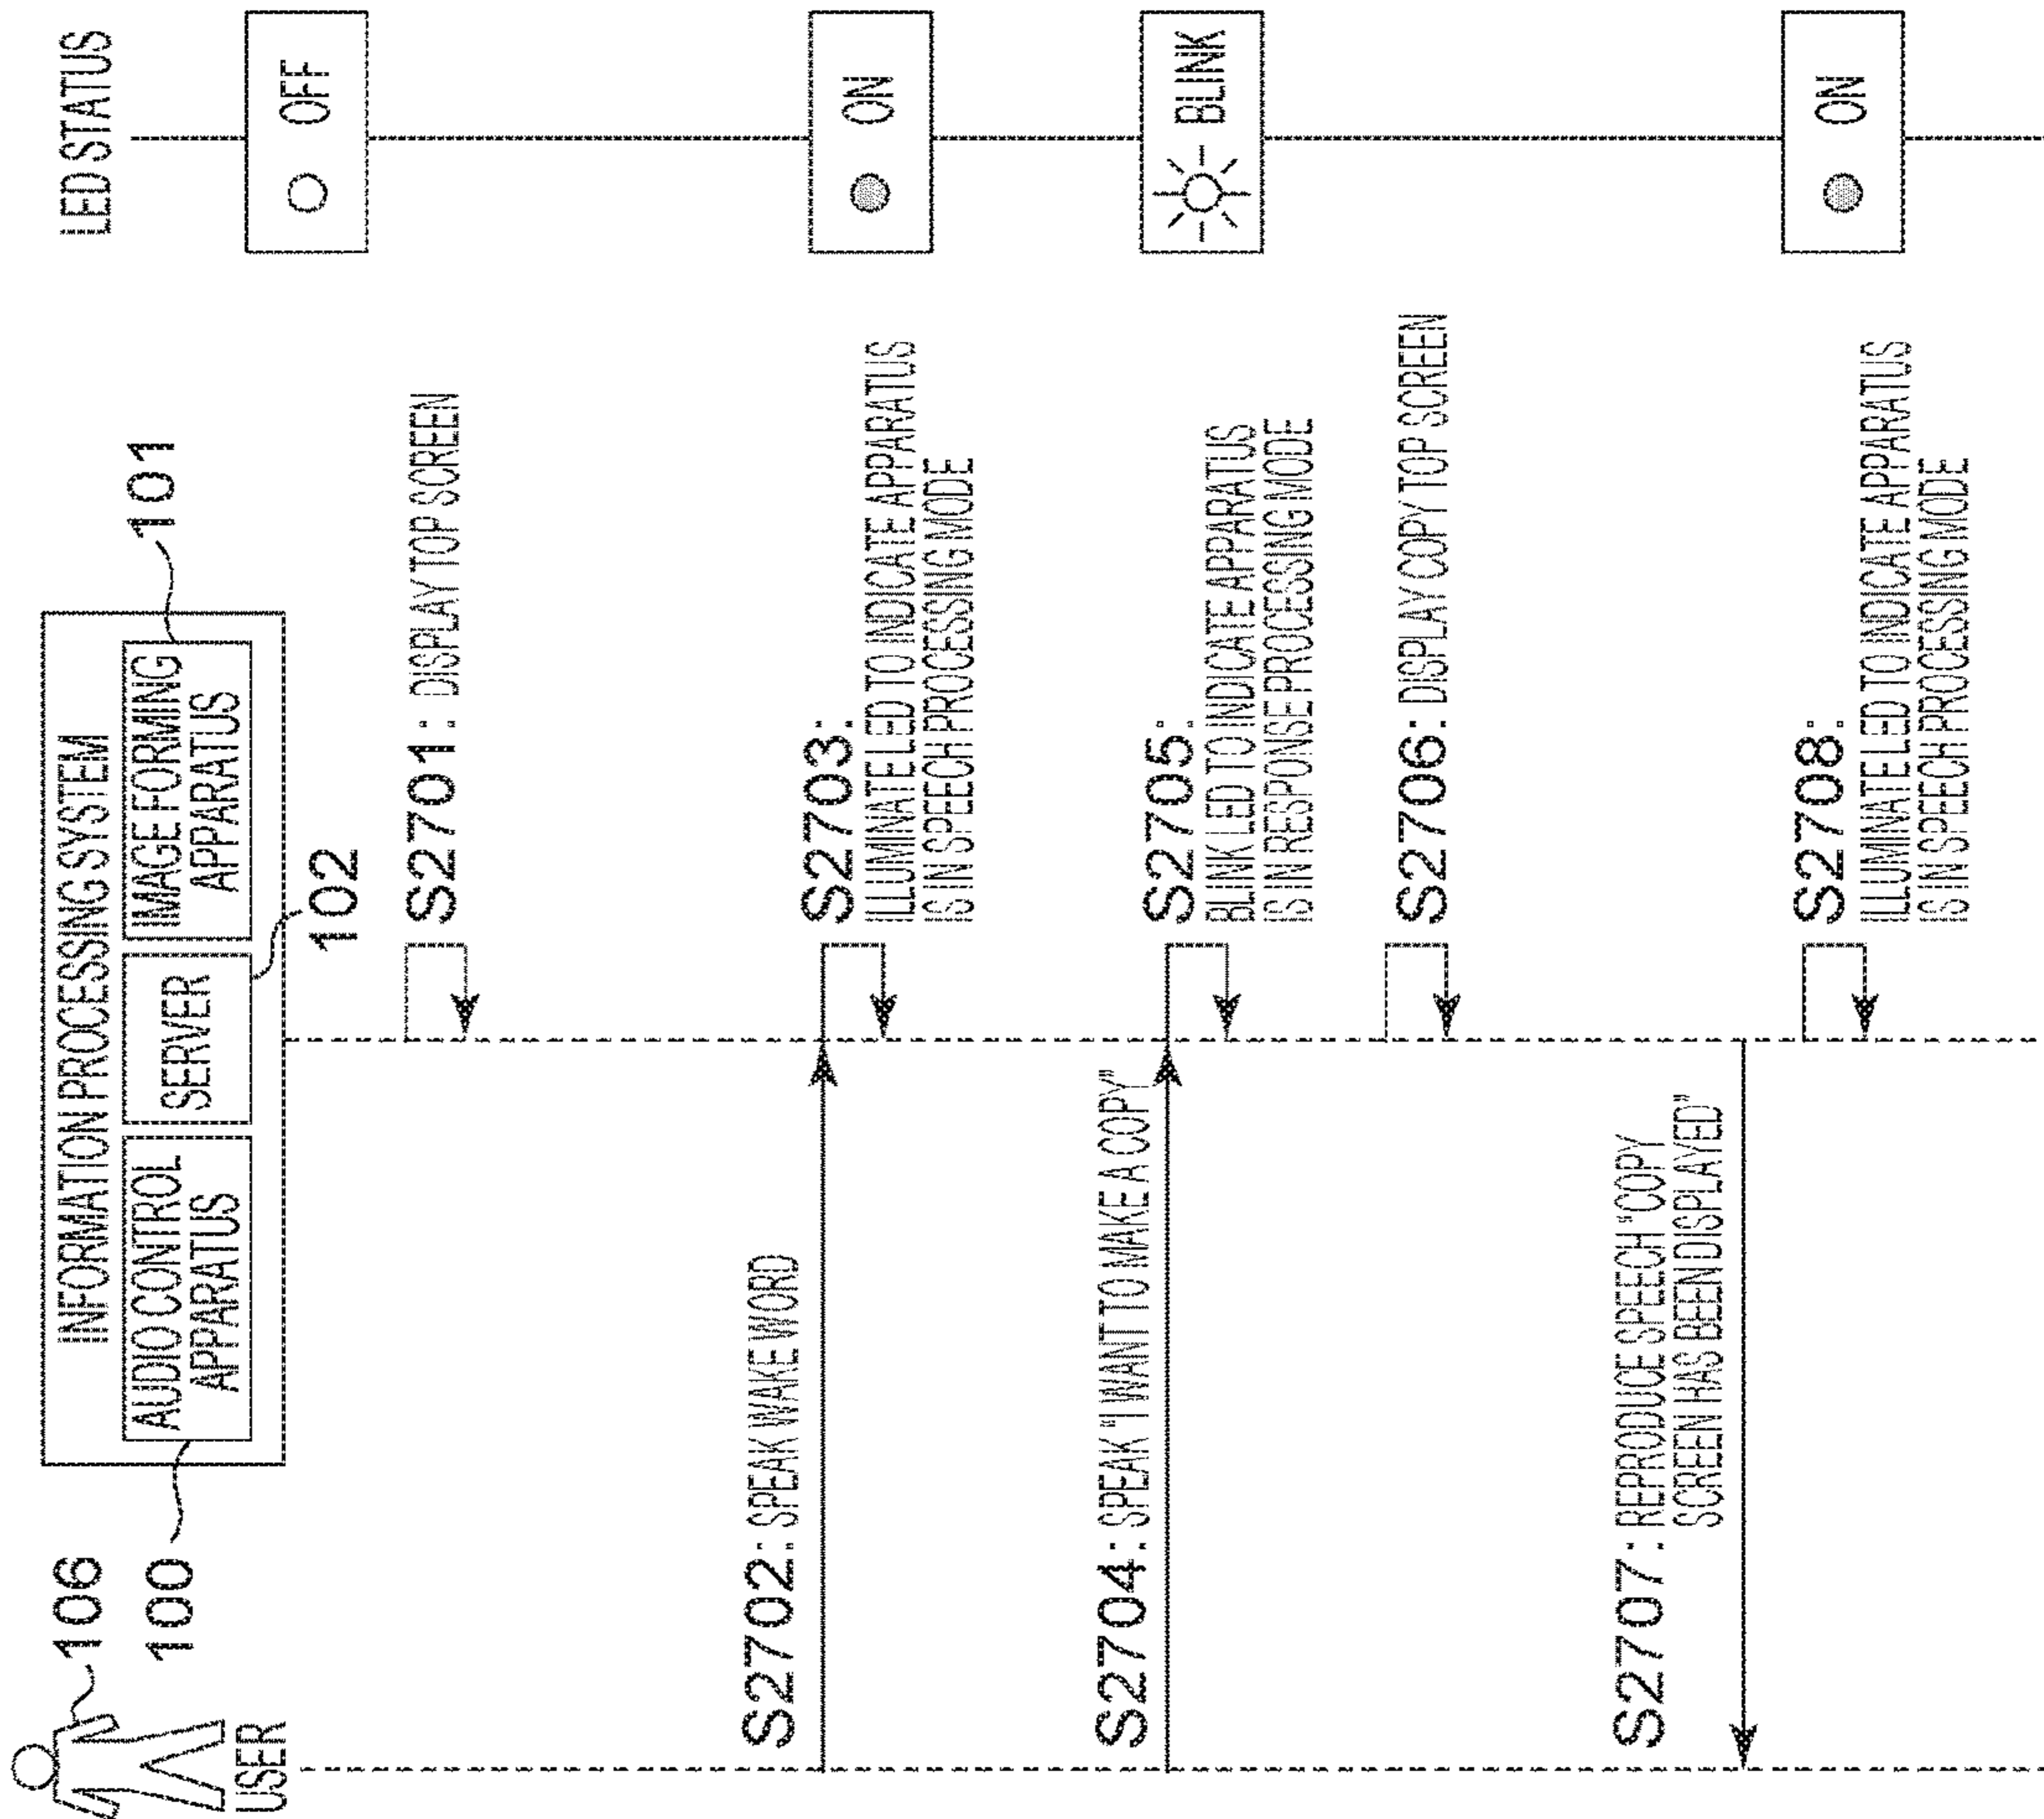 106
USER
100
INFORMATION PROCESSING SYSTEM
AUDIO CONTROL
APPARATUS
SERVER
IMAGE FORMING
APPARATUS
101
102
LED STATUS
OFF
S2701: DISPLAY TOP SCREEN
S2702: SPEAK WAKE WORD
S2703:
ILLUMINATE LED TO INDICATE APPARATUS
IS IN SPEECH PROCESSING MODE
ON
S2704: SPEAK "I WANT TO MAKE A COPY"
S2705:
BLINK LED TO INDICATE APPARATUS
IS IN RESPONSE PROCESSING MODE
BLINK
S2706: DISPLAY COPY TOP SCREEN
S2707: REPRODUCE SPEECH "COPY
SCREEN HAS BEEN DISPLAYED"
S2708:
ILLUMINATE LED TO INDICATE APPARATUS
IS IN SPEECH PROCESSING MODE
ON